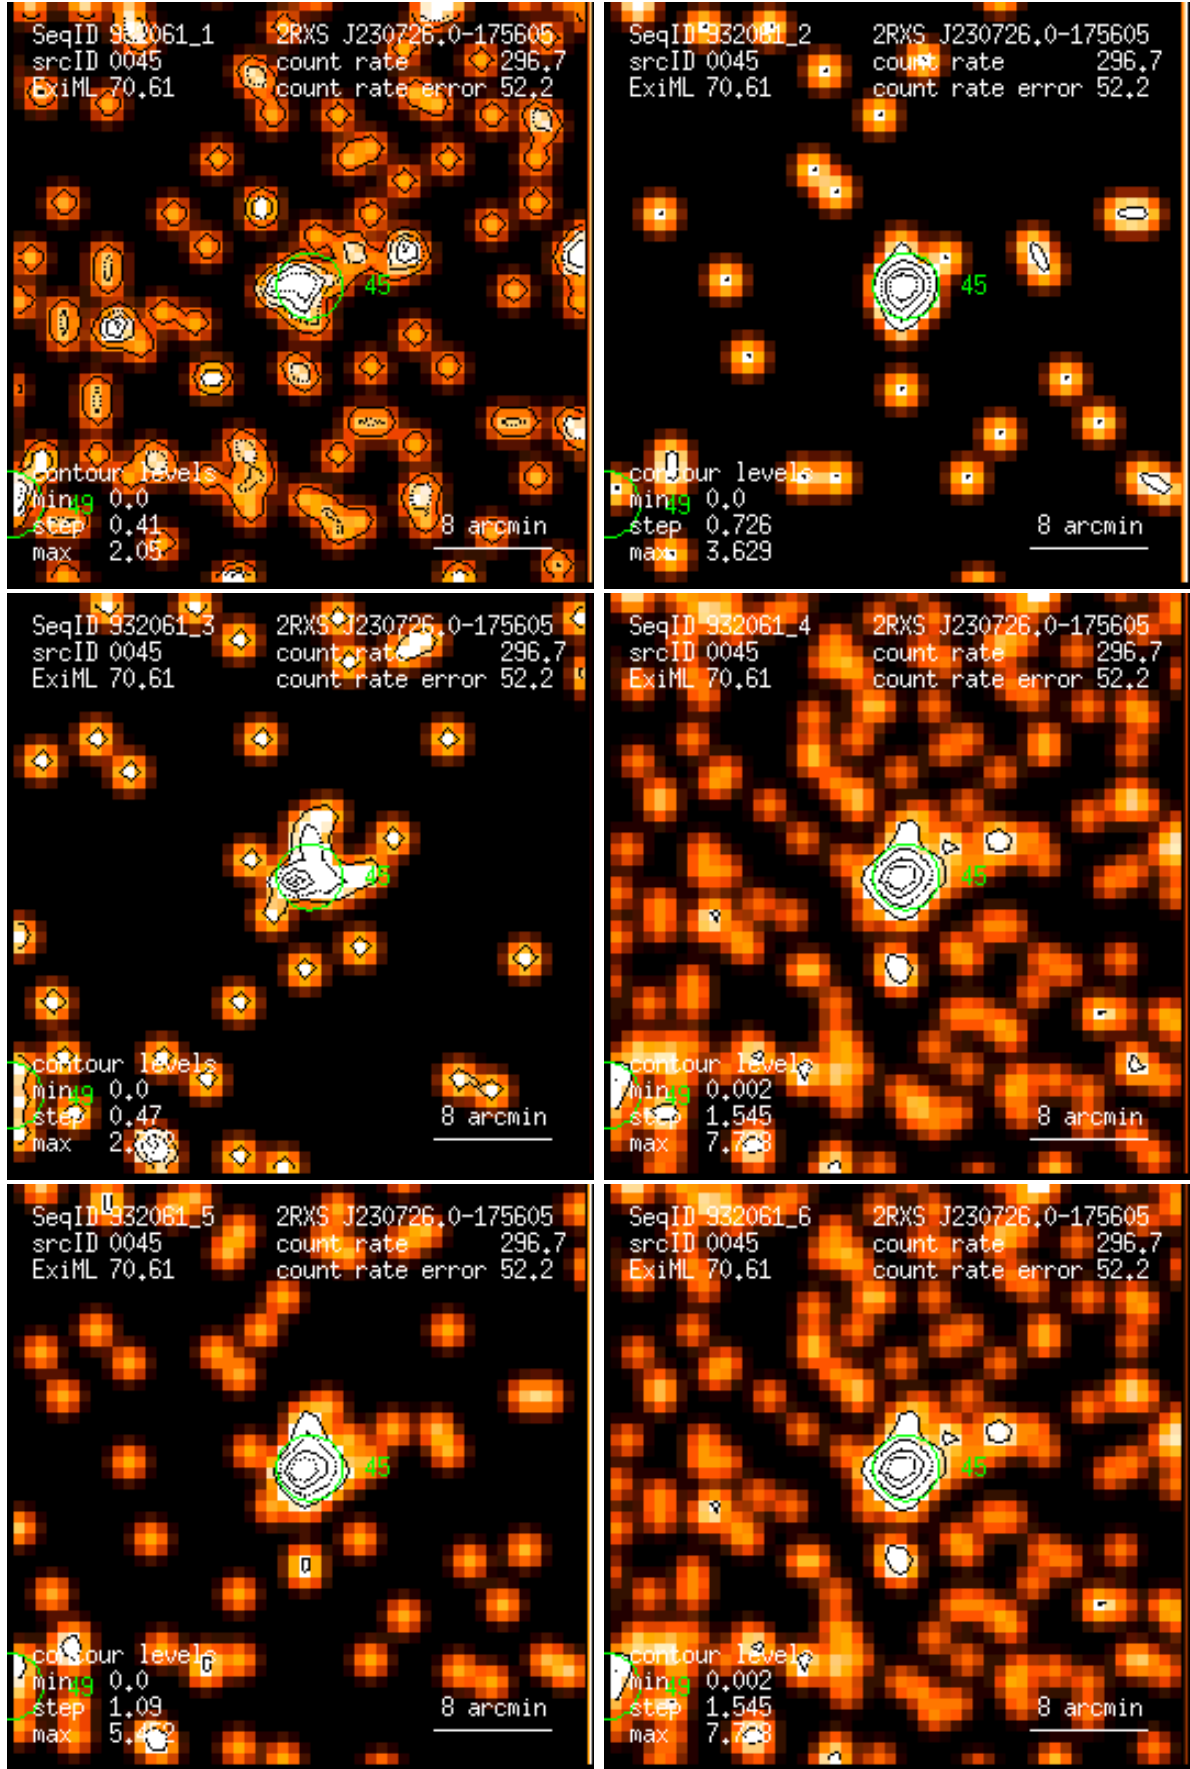 SeqID 932061_1 2RXS J230726.0-175605
srcID 0045 count rate 296.7
ExiML 70.61 count rate error 52.2
45
contour levels
min 0.0
49
step 0.41 8 arcmin
max 2.05
SeqID 932061_2 2RXS J230726.0-175605
srcID 0045 count rate 296.7
ExiML 70.61 count rate error 52.2
45
contour levels
min 0.0
49
step 0.726 8 arcmin
max 3.629
SeqID 932061_3 2RXS J230726.0-175605
srcID 0045 count rate 296.7
ExiML 70.61 count rate error 52.2
45
contour levels
min 0.0
49
step 0.47 8 arcmin
max
SeqID 932061_4 2RXS J230726.0-175605
srcID 0045 count rate 296.7
ExiML 70.61 count rate error 52.2
45
contour levels
min 0.002
49
step 1.545 8 arcmin
max
SeqID 932061_5 2RXS J230726.0-175605
srcID 0045 count rate 296.7
ExiML 70.61 count rate error 52.2
45
contour levels
min 0.0
49
step 1.09 8 arcmin
max
SeqID 932061_6 2RXS J230726.0-175605
srcID 0045 count rate 296.7
ExiML 70.61 count rate error 52.2
45
contour levels
min 0.002
49
step 1.545 8 arcmin
max